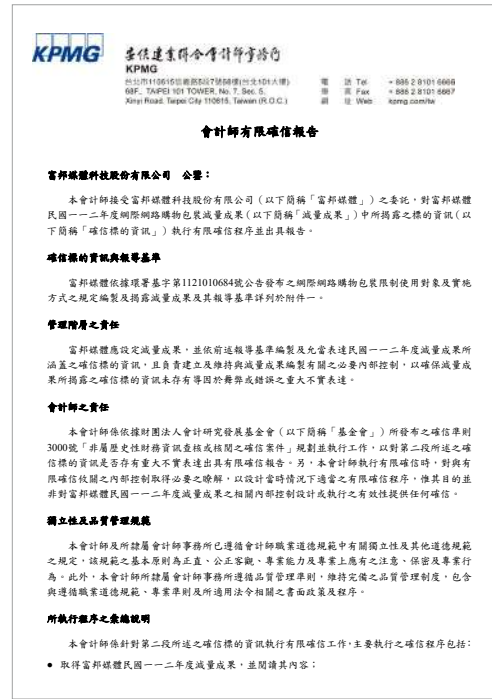 KPMG
安侯建業聯合會計師事務所
KPMG
台北市110615信義路5段7號68樓(台北101大樓)
68F., TAIPEI 101 TOWER, No. 7, Sec. 5,
Xinyi Road, Taipei City 110615, Taiwan (R.O.C.)
電 話 Tel + 886 2 8101 6666
傳 真 Fax + 886 2 8101 6667
網 址 Web kpmg.com/tw
會計師有限確信報告
富邦媒體科技股份有限公司 公鑒：
本會計師接受富邦媒體科技股份有限公司（以下簡稱「富邦媒體」）之委託，對富邦媒體
民國一一二年度網際網路購物包裝減量成果（以下簡稱「減量成果」）中所揭露之標的資訊（以
下簡稱「確信標的資訊」）執行有限確信程序並出具報告。
確信標的資訊與報導基準
富邦媒體依據環署基字第1121010684號公告發布之網際網路購物包裝限制使用對象及實施
方式之規定編製及揭露減量成果及其報導基準詳列於附件一。
管理階層之責任
富邦媒體應設定減量成果，並依前述報導基準編製及允當表達民國一一二年度減量成果所
涵蓋之確信標的資訊，且負責建立及維持與減量成果編製有關之必要內部控制，以確保減量成
果所揭露之確信標的資訊未存有導因於舞弊或錯誤之重大不實表達。
會計師之責任
本會計師係依據財團法人會計研究發展基金會（以下簡稱「基金會」）所發布之確信準則
3000號「非屬歷史性財務資訊查核或核閱之確信案件」規劃並執行工作，以對第二段所述之確
信標的資訊是否存有重大不實表達出具有限確信報告。另，本會計師執行有限確信時，對與有
限確信攸關之內部控制取得必要之瞭解，以設計當時情況下適當之有限確信程序，惟其目的並
非對富邦媒體民國一一二年度減量成果之相關內部控制設計或執行之有效性提供任何確信。
獨立性及品質管理規範
本會計師及所隸屬會計師事務所已遵循會計師職業道德規範中有關獨立性及其他道德規範
之規定，該規範之基本原則為正直、公正客觀、專業能力及專業上應有之注意、保密及專業行
為。此外，本會計師所隸屬會計師事務所遵循品質管理準則，維持完備之品質管理制度，包含
與遵循職業道德規範、專業準則及所適用法令相關之書面政策及程序。
所執行程序之彙總說明
本會計師係針對第二段所述之確信標的資訊執行有限確信工作，主要執行之確信程序包括：
● 取得富邦媒體民國一一二年度減量成果，並閱讀其內容；